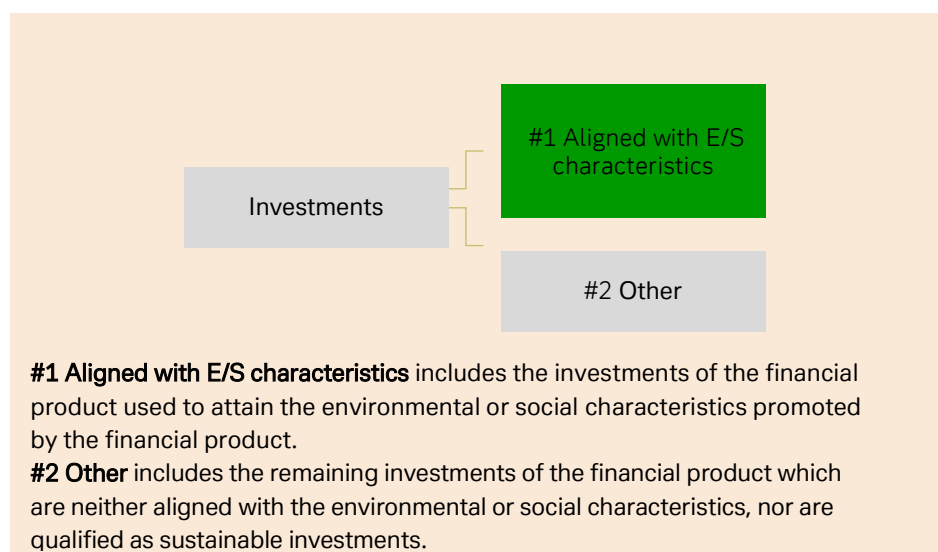 #1 Aligned with E/S
characteristics
Investments
#2 Other
#1 Aligned with E/S characteristics includes the investments of the financial
product used to attain the environmental or social characteristics promoted
by the financial product.
#2 Other includes the remaining investments of the financial product which
are neither aligned with the environmental or social characteristics, nor are
qualified as sustainable investments.